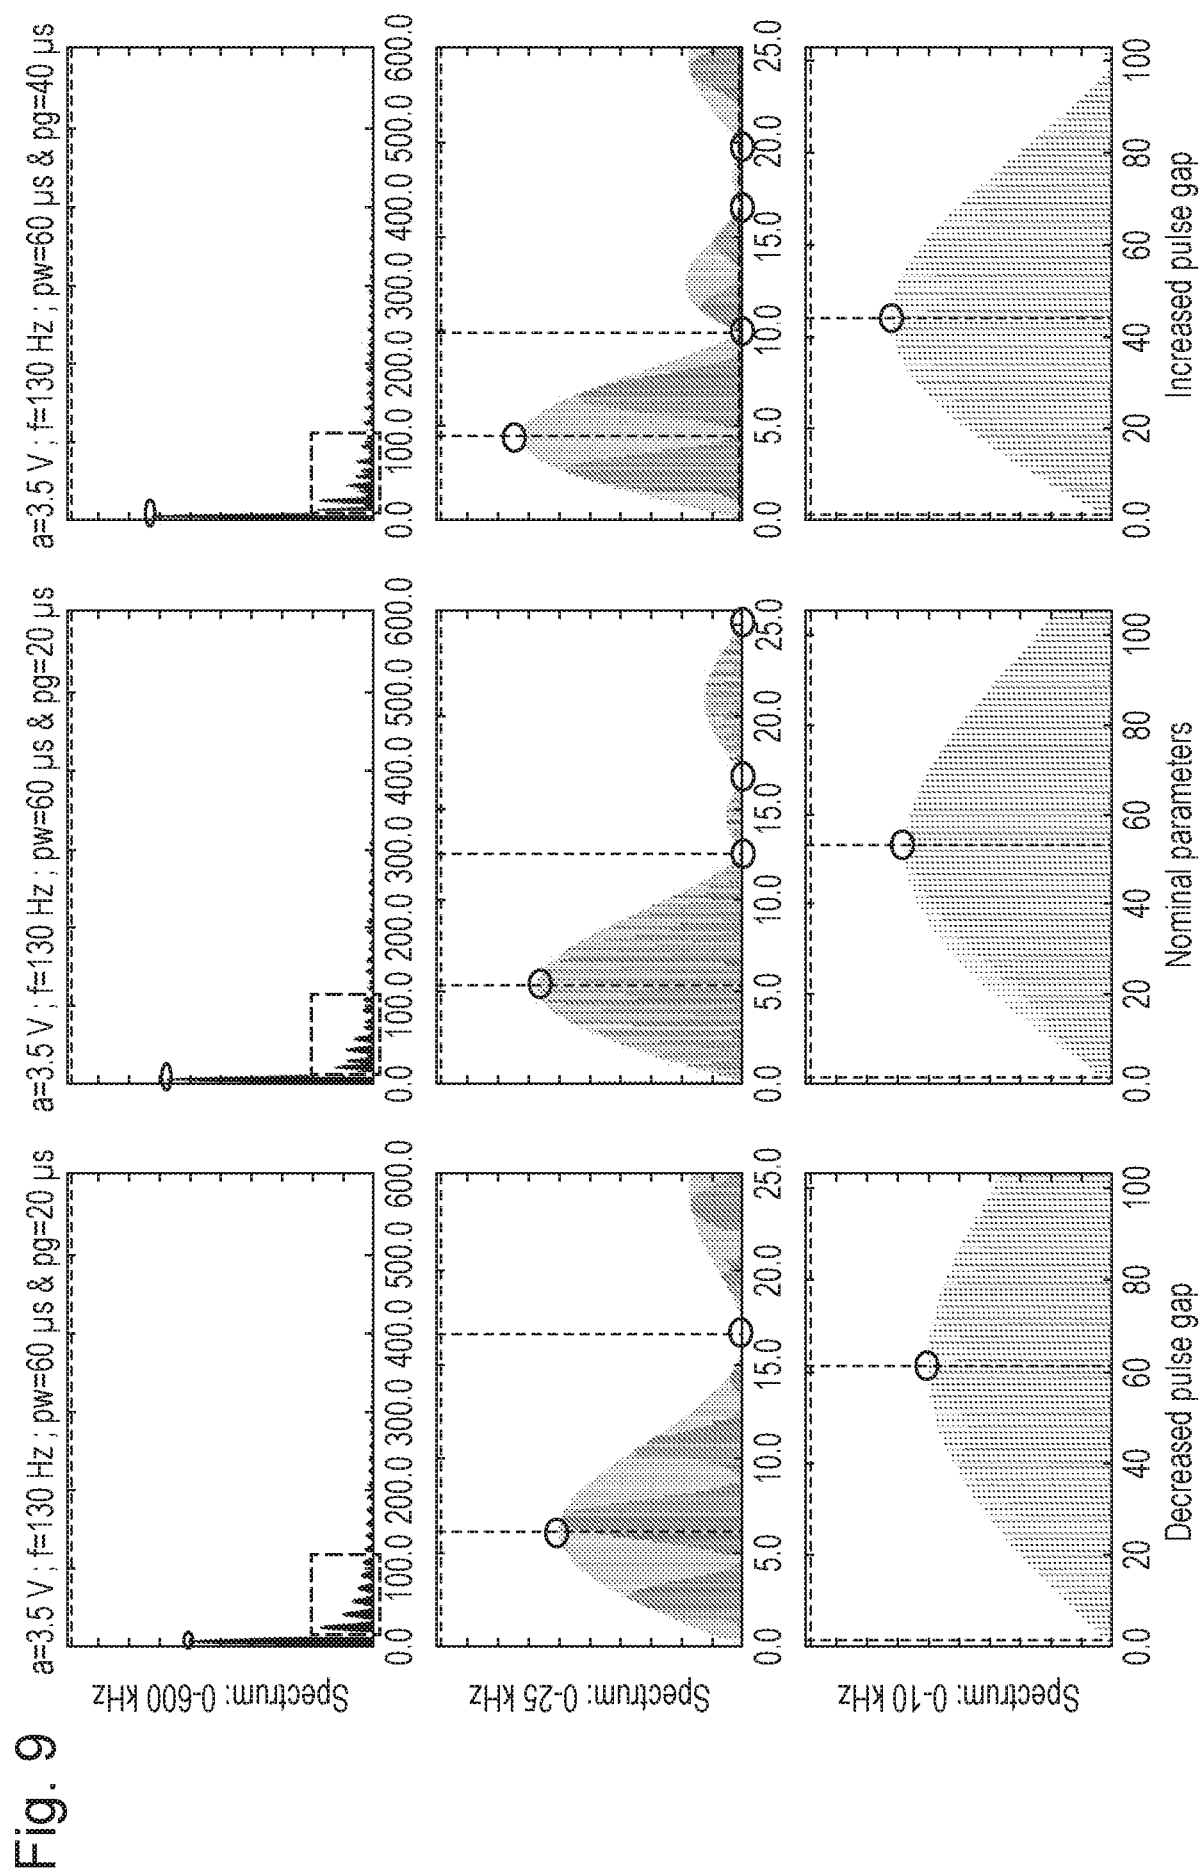 Fig. 9
a=3.5 V ; f=130 Hz ; pw=60 µs & pg=20 µs
a=3.5 V ; f=130 Hz ; pw=60 µs & pg=20 µs
a=3.5 V ; f=130 Hz ; pw=60 µs & pg=40 µs
Spectrum: 0-600 kHz
0.0 100.0 200.0 300.0 400.0 500.0 600.0
0.0 100.0 200.0 300.0 400.0 500.0 600.0
0.0 100.0 200.0 300.0 400.0 500.0 600.0
Spectrum: 0-25 kHz
0.0 5.0 10.0 15.0 20.0 25.0
0.0 5.0 10.0 15.0 20.0 25.0
0.0 5.0 10.0 15.0 20.0 25.0
Spectrum: 0-10 kHz
0.0 20 40 60 80 100
0.0 20 40 60 80 100
0.0 20 40 60 80 100
Decreased pulse gap
Nominal parameters
Increased pulse gap